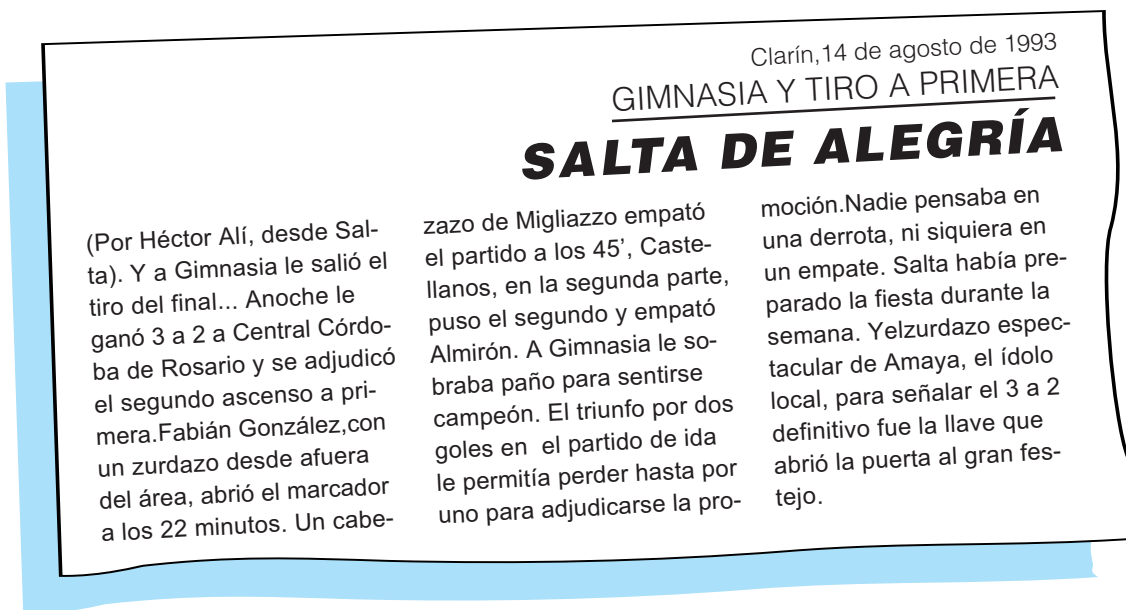 Clarín,14 de agosto de 1993
GIMNASIA Y TIRO A PRIMERA
SALTA DE ALEGRÍA
(Por Héctor Alí, desde Sal-
ta). Y a Gimnasia le salió el
tiro del final... Anoche le
ganó 3 a 2 a Central Córdo-
ba de Rosario y se adjudicó
el segundo ascenso a pri-
mera.Fabián González,con
un zurdazo desde afuera
del área, abrió el marcador
a los 22 minutos. Un cabe-
zazo de Migliazzo empató
el partido a los 45’, Caste-
llanos, en la segunda parte,
puso el segundo y empató
Almirón. A Gimnasia le so-
braba paño para sentirse
campeón. El triunfo por dos
goles en  el partido de ida
le permitía perder hasta por
uno para adjudicarse la pro-
moción.Nadie pensaba en
una derrota, ni siquiera en
un empate. Salta había pre-
parado la fiesta durante la
semana. Yelzurdazo espec-
tacular de Amaya, el ídolo
local, para señalar el 3 a 2
definitivo fue la llave que
abrió la puerta al gran fes-
tejo.